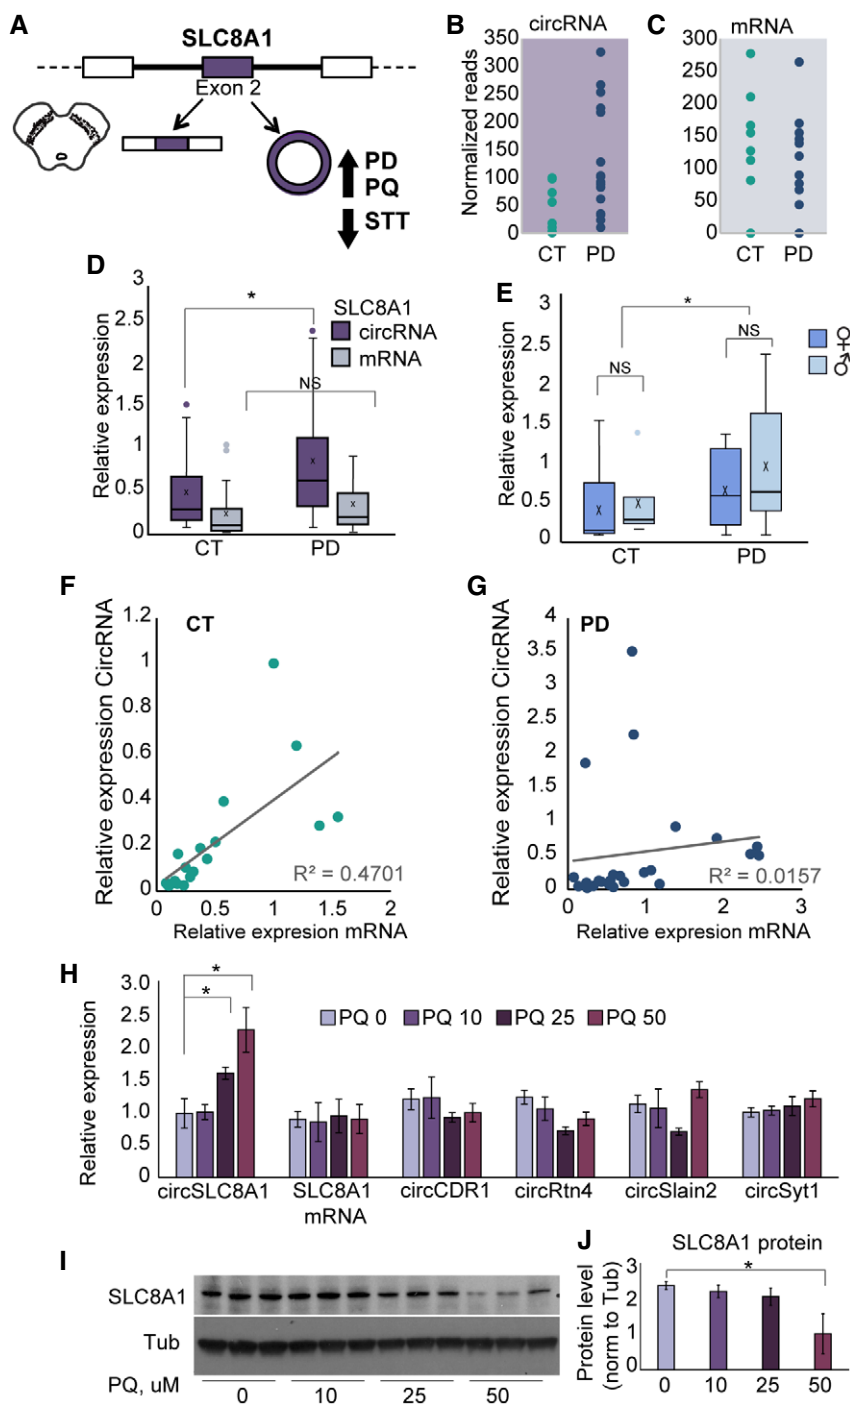 A
SLC8A1
Exon 2
PD
PQ
STT
B
circRNA
Normalized reads
350
300
250
200
150
100
50
0
CT PD
C
mRNA
300
250
200
150
100
50
0
CT PD
D
Relative expression
3
2.5
2
1.5
1
0.5
0
*
SLC8A1
circRNA
mRNA
NS
x
x
x
x
CT PD
E
Relative expression
3
2.5
2
1.5
1
0.5
0
*
NS
NS
♀
♂
x
x
x
x
CT PD
F
Relative expression CircRNA
1.2
1
0.8
0.6
0.4
0.2
0
CT
R² = 0.4701
0 0.5 1 1.5 2
Relative expresion mRNA
G
Relative expression CircRNA
4
3.5
3
2.5
2
1.5
1
0.5
0
PD
R² = 0.0157
0 1 2 3
Relative expresion mRNA
H
Relative expression
3.0
2.5
2.0
1.5
1.0
0.5
0
*
*
PQ 0 PQ 10 PQ 25 PQ 50
circSLC8A1 SLC8A1 circCDR1 circRtn4 circSlain2 circSyt1
mRNA
I
SLC8A1
Tub
PQ, uM 0 10 25 50
J
SLC8A1 protein
Protein level
(norm to Tub)
3
2
1
0
*
0 10 25 50